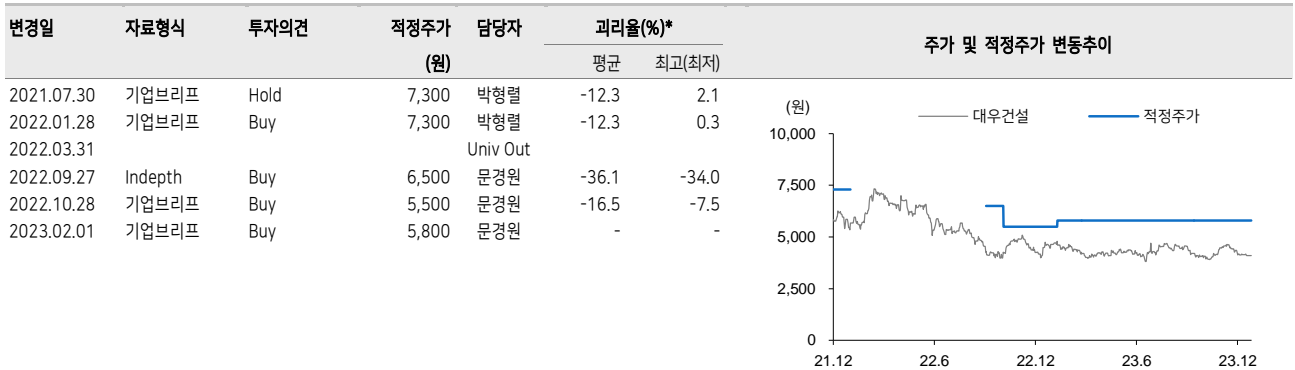 변경일 자료형식 투자의견 적정주가 담당자 괴리율(%)* 주가 및 적정주가 변동추이
(원) 평균 최고(최저)
2021.07.30 기업브리프 Hold 7,300 박형렬 -12.3 2.1
2022.01.28 기업브리프 Buy 7,300 박형렬 -12.3 0.3
2022.03.31 Univ Out
2022.09.27 Indepth Buy 6,500 문경원 -36.1 -34.0
2022.10.28 기업브리프 Buy 5,500 문경원 -16.5 -7.5
2023.02.01 기업브리프 Buy 5,800 문경원 - -
(원) 대우건설 적정주가
10,000
7,500
5,000
2,500
0
21.12 22.6 22.12 23.6 23.12